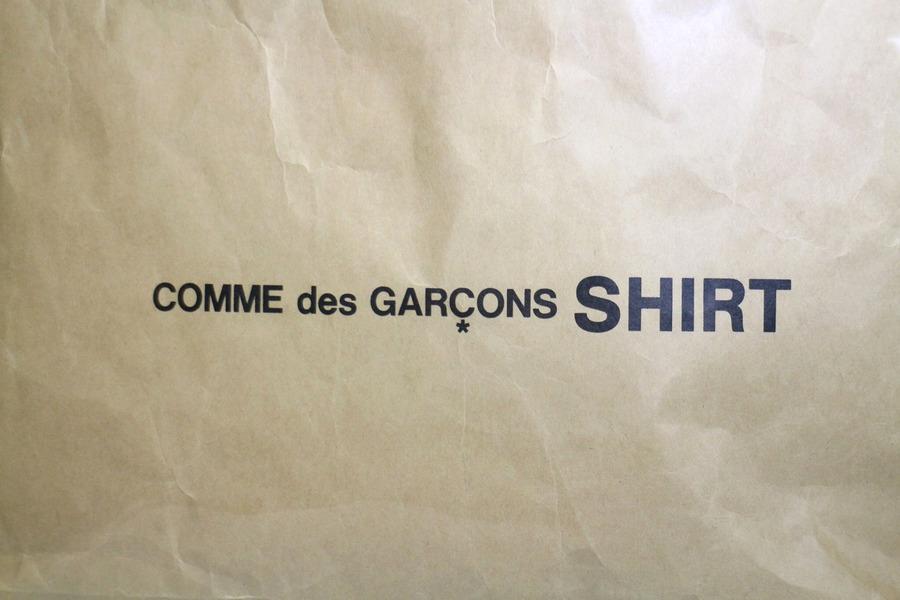 COMME des GARÇONS SHIRT
*